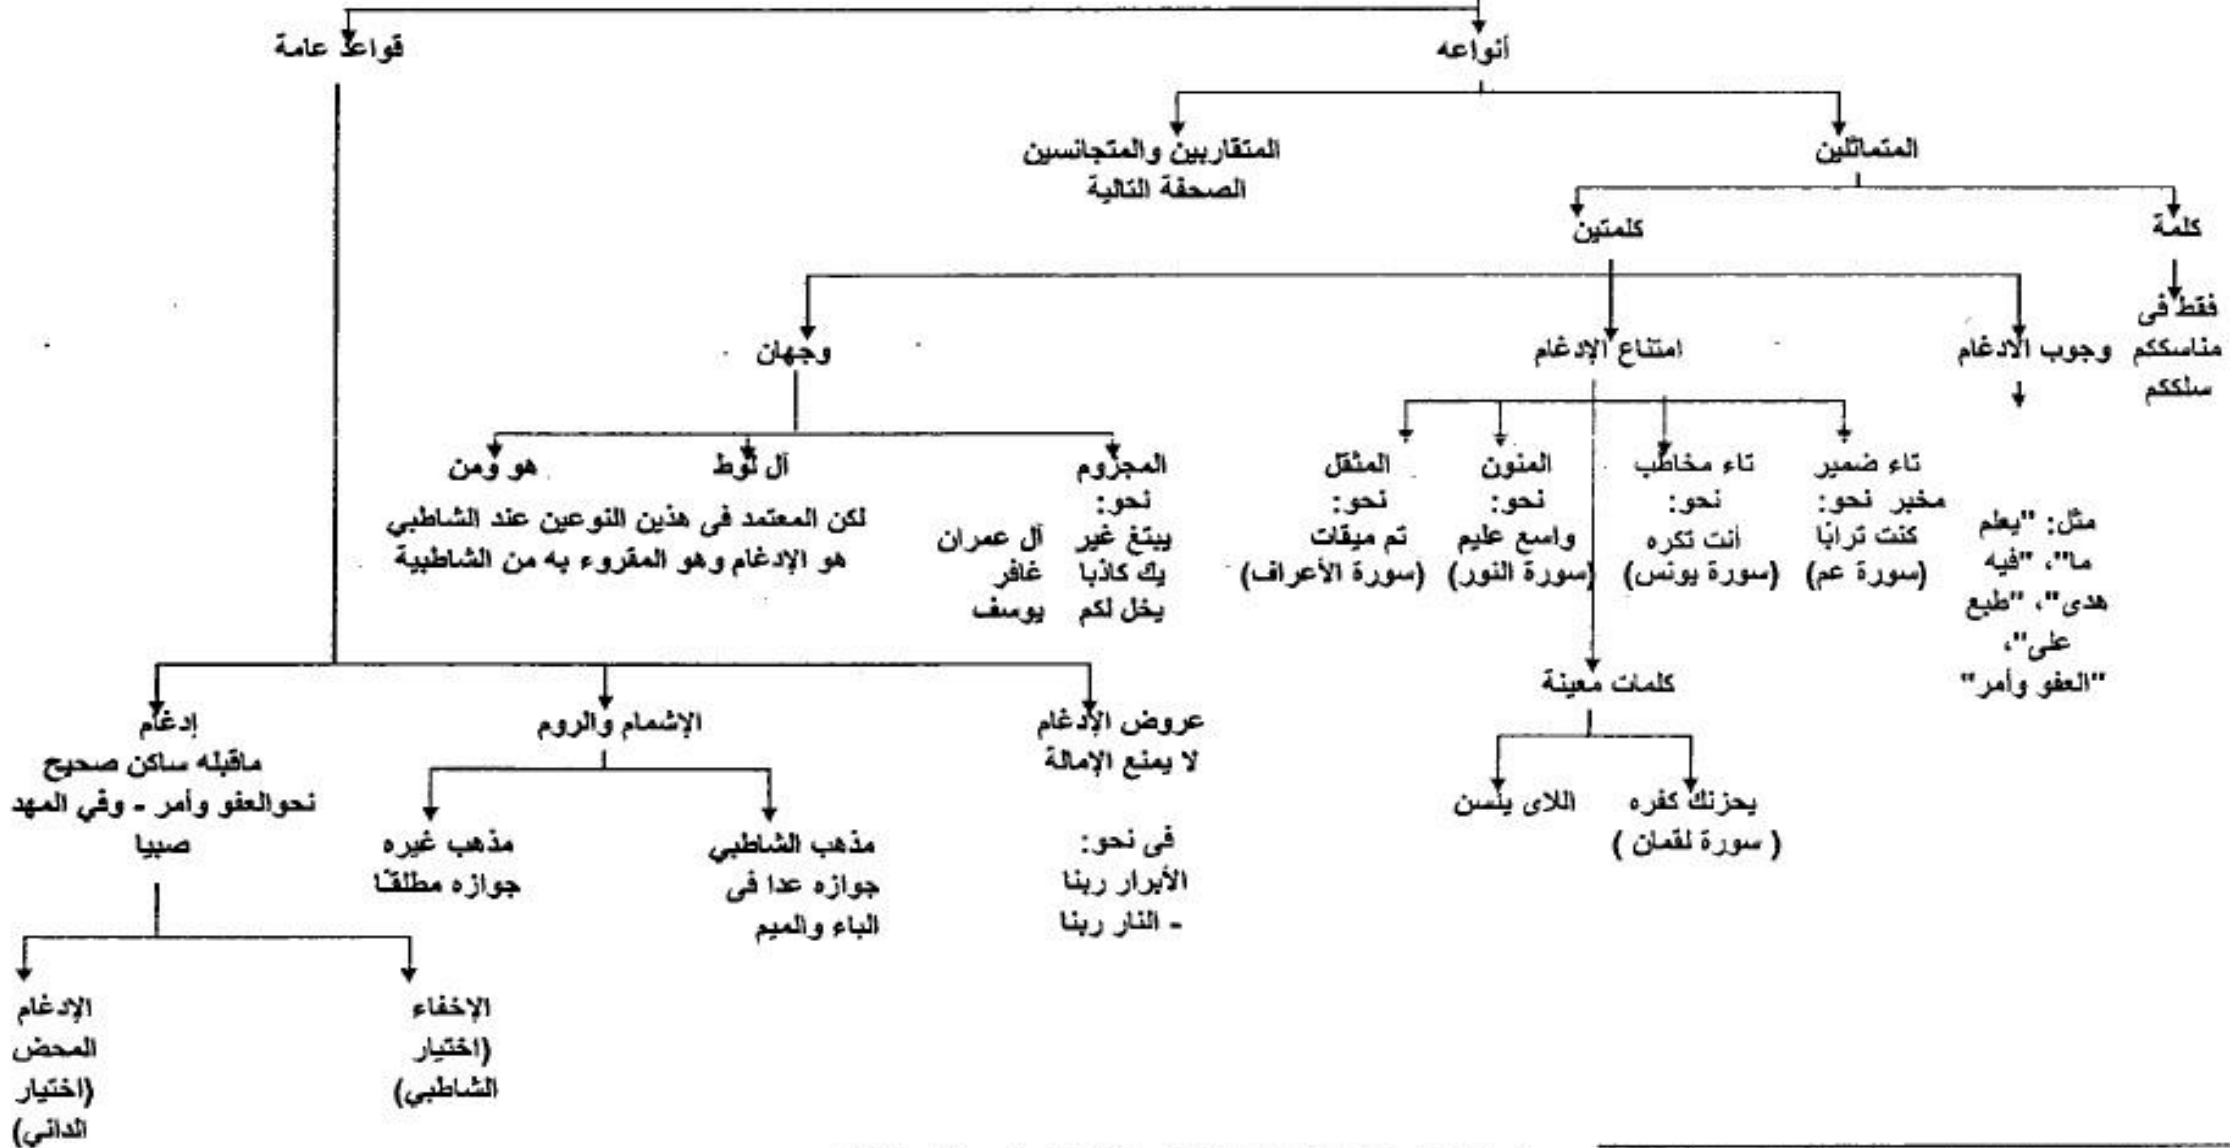 أنواعه
قواعد عامة
المتماثلين
المتقاربين والمتجانسين
الصحفة التالية
كلمة
كلمتين
فقط فى
مناسككم
سلككم
وجوب الادغام
امتناع الإدغام
وجهان
مثل: "يعلم
ما"، "فيه
هدى"، "طبع
على"،
"العفو وأمر"
تاء ضمير
مخبر نحو:
كنت ترابًا
(سورة عم)
تاء مخاطب
نحو:
أنت تكره
(سورة يونس)
المنون
نحو:
واسع عليم
(سورة النور)
المثقل
نحو:
تم ميقات
(سورة الأعراف)
كلمات معينة
يحزنك كفره
( سورة لقمان )
اللاى يئسن
المجزوم
نحو:
يبتغ غير آل عمران
يك كاذبا غافر
يخل لكم يوسف
آل لوط
هو ومن
لكن المعتمد فى هذين النوعين عند الشاطبي
هو الإدغام وهو المقروء به من الشاطبية
عروض الإدغام
لا يمنع الإمالة
فى نحو:
الأبرار ربنا
- النار ربنا
الإشمام والروم
مذهب الشاطبي
جوازه عدا فى
الباء والميم
مذهب غيره
جوازه مطلقًا
إدغام
ماقبله ساكن صحيح
نحوالعفو وأمر - وفي المهد
صبيا
الإخفاء
(اختيار
الشاطبي)
الإدغام
المحض
(اختيار
الداني)